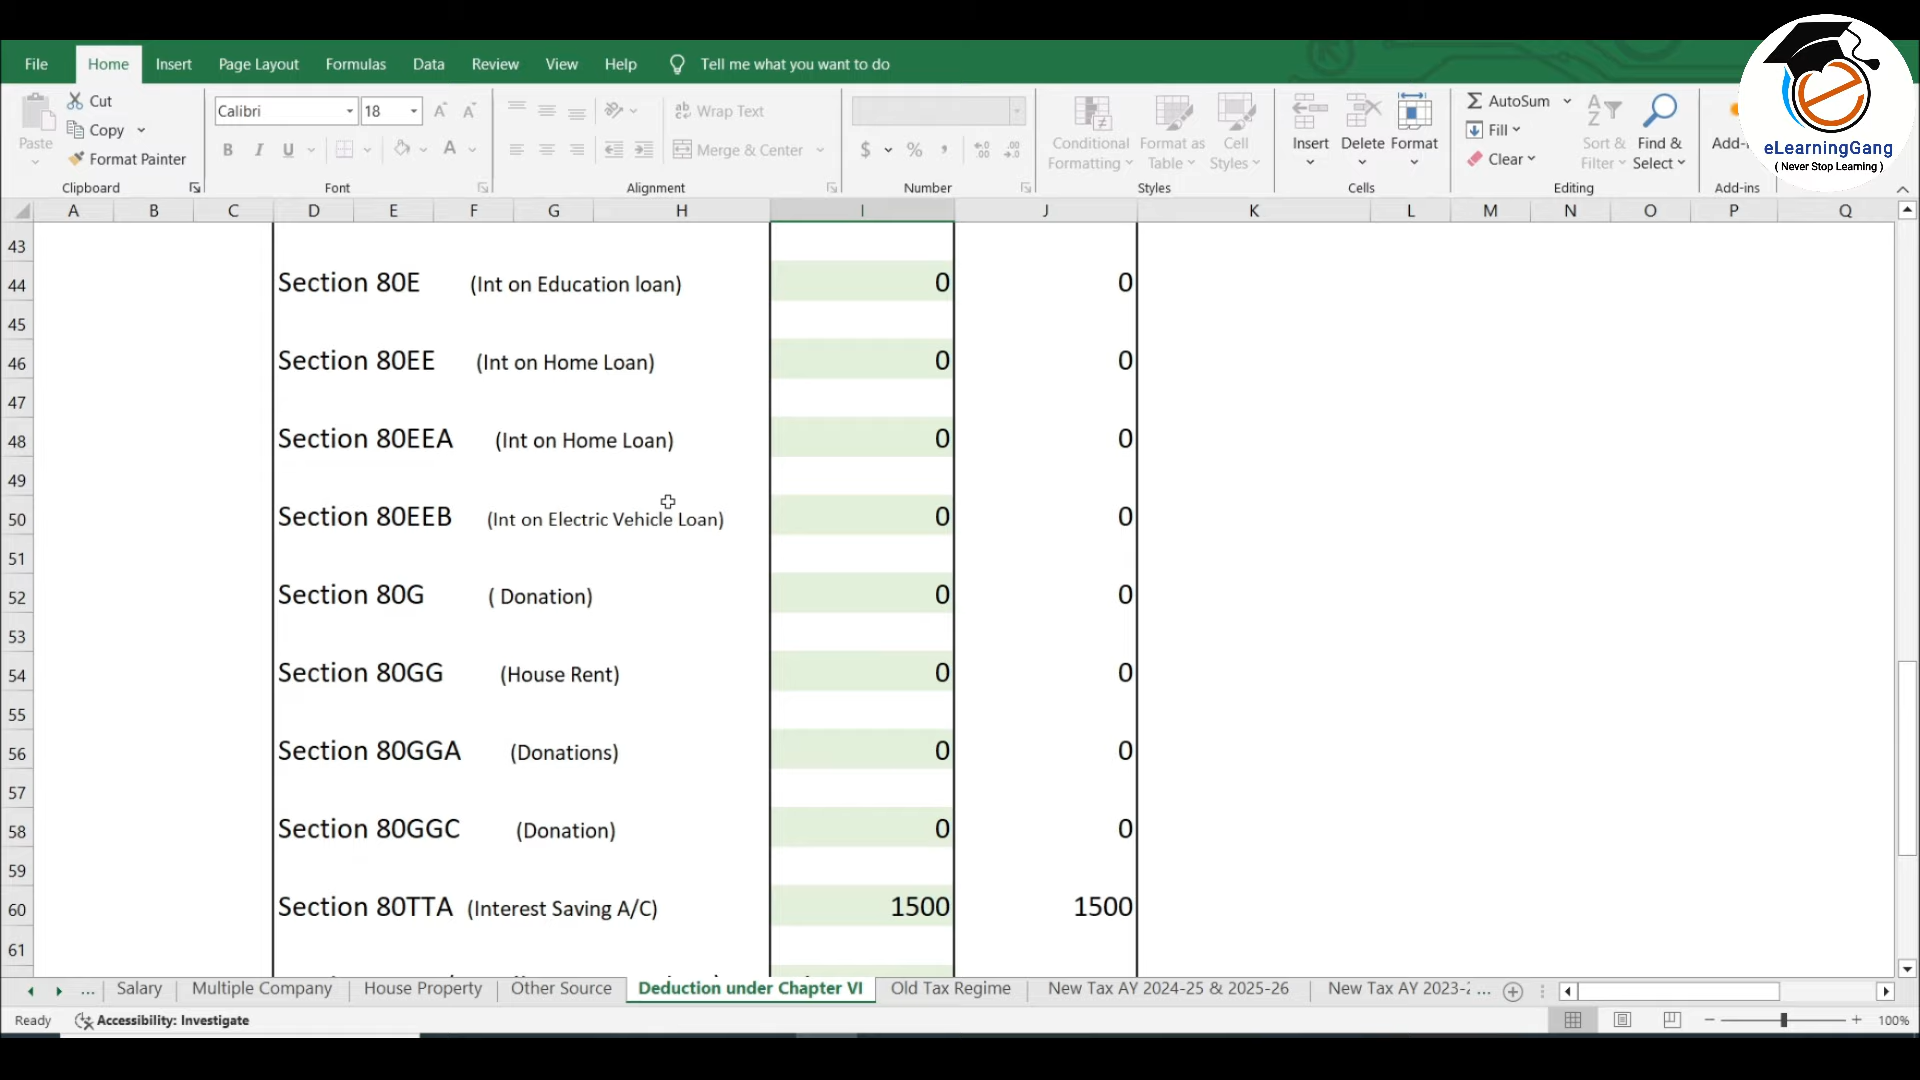 File Home Insert Page Layout Formulas Data Review View Help Tell me what you want to do
Cut
Copy
Format Painter
Paste
Clipboard
Calibri 18
B I U A
Font
Wrap Text
Merge & Center
Alignment
$ % ,
Number
Conditional Formatting
Format as Table
Cell Styles
Styles
Insert Delete Format
Cells
AutoSum
Fill
Clear
Sort & Filter
Find & Select
Editing
Add-ins
eLearningGang
( Never Stop Learning )
A B C D E F G H I J K L M N O P Q
43
44 Section 80E (Int on Education loan) 0 0
45
46 Section 80EE (Int on Home Loan) 0 0
47
48 Section 80EEA (Int on Home Loan) 0 0
49
50 Section 80EEB (Int on Electric Vehicle Loan) 0 0
51
52 Section 80G ( Donation) 0 0
53
54 Section 80GG (House Rent) 0 0
55
56 Section 80GGA (Donations) 0 0
57
58 Section 80GGC (Donation) 0 0
59
60 Section 80TTA (Interest Saving A/C) 1500 1500
61
... Salary Multiple Company House Property Other Source Deduction under Chapter VI Old Tax Regime New Tax AY 2024-25 & 2025-26 New Tax AY 2023-2 ...
Ready Accessibility: Investigate 100%